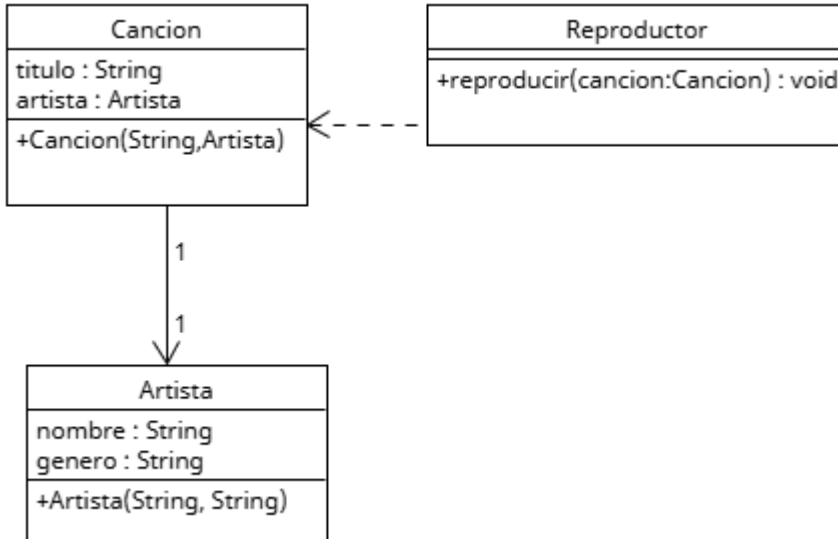 Cancion
titulo : String
artista : Artista
+Cancion(String,Artista)
Reproductor
+reproducir(cancion:Cancion) : void
1
1
Artista
nombre : String
genero : String
+Artista(String, String)